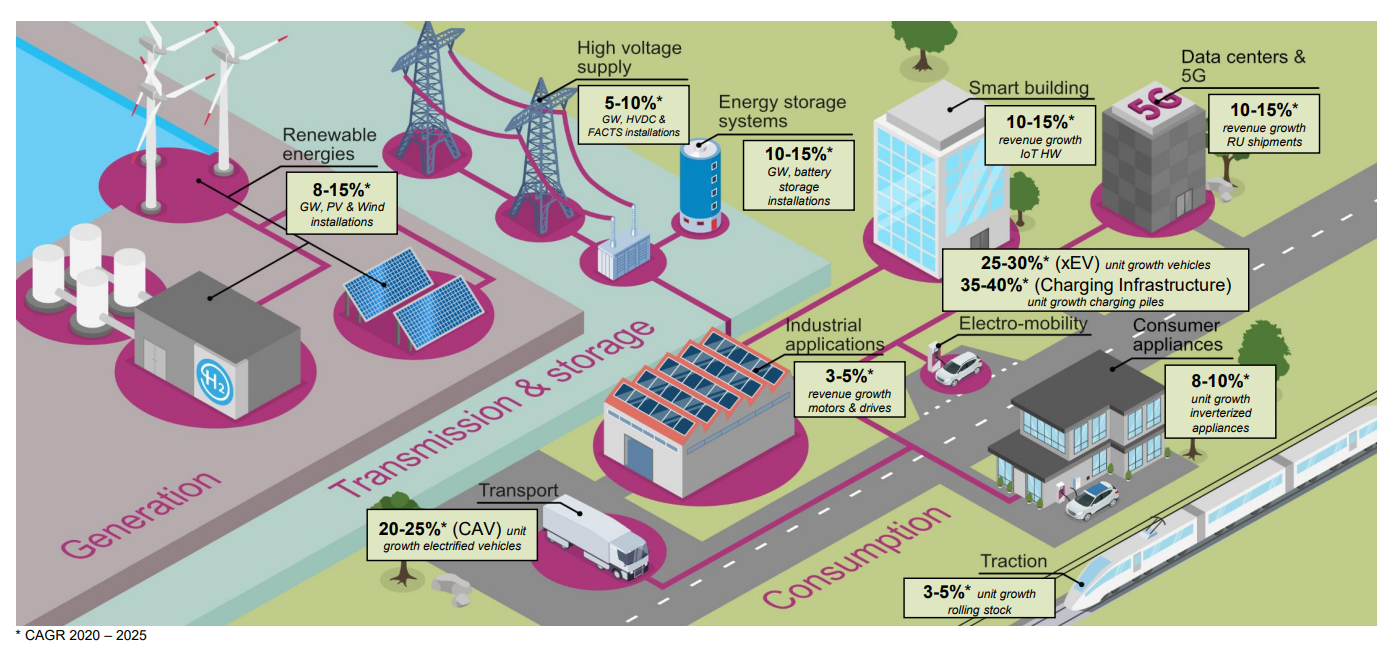 High voltage
supply
5-10%*
GW, HVDC &
FACTS installations
Energy storage
systems
10-15%*
GW, battery
storage
installations
Smart building
10-15%*
revenue growth
IoT HW
Data centers &
5G
5G
10-15%*
revenue growth
RU shipments
Renewable
energies
8-15%*
GW, PV & Wind
installations
H2
25-30%* (xEV) unit growth vehicles
35-40%* (Charging Infrastructure)
unit growth charging piles
Electro-mobility
Industrial
applications
3-5%*
revenue growth
motors & drives
Consumer
appliances
8-10%*
unit growth
inverterized
appliances
Generation
Transmission & storage
Consumption
Transport
20-25%* (CAV) unit
growth electrified vehicles
Traction
3-5%* unit growth
rolling stock
* CAGR 2020 – 2025